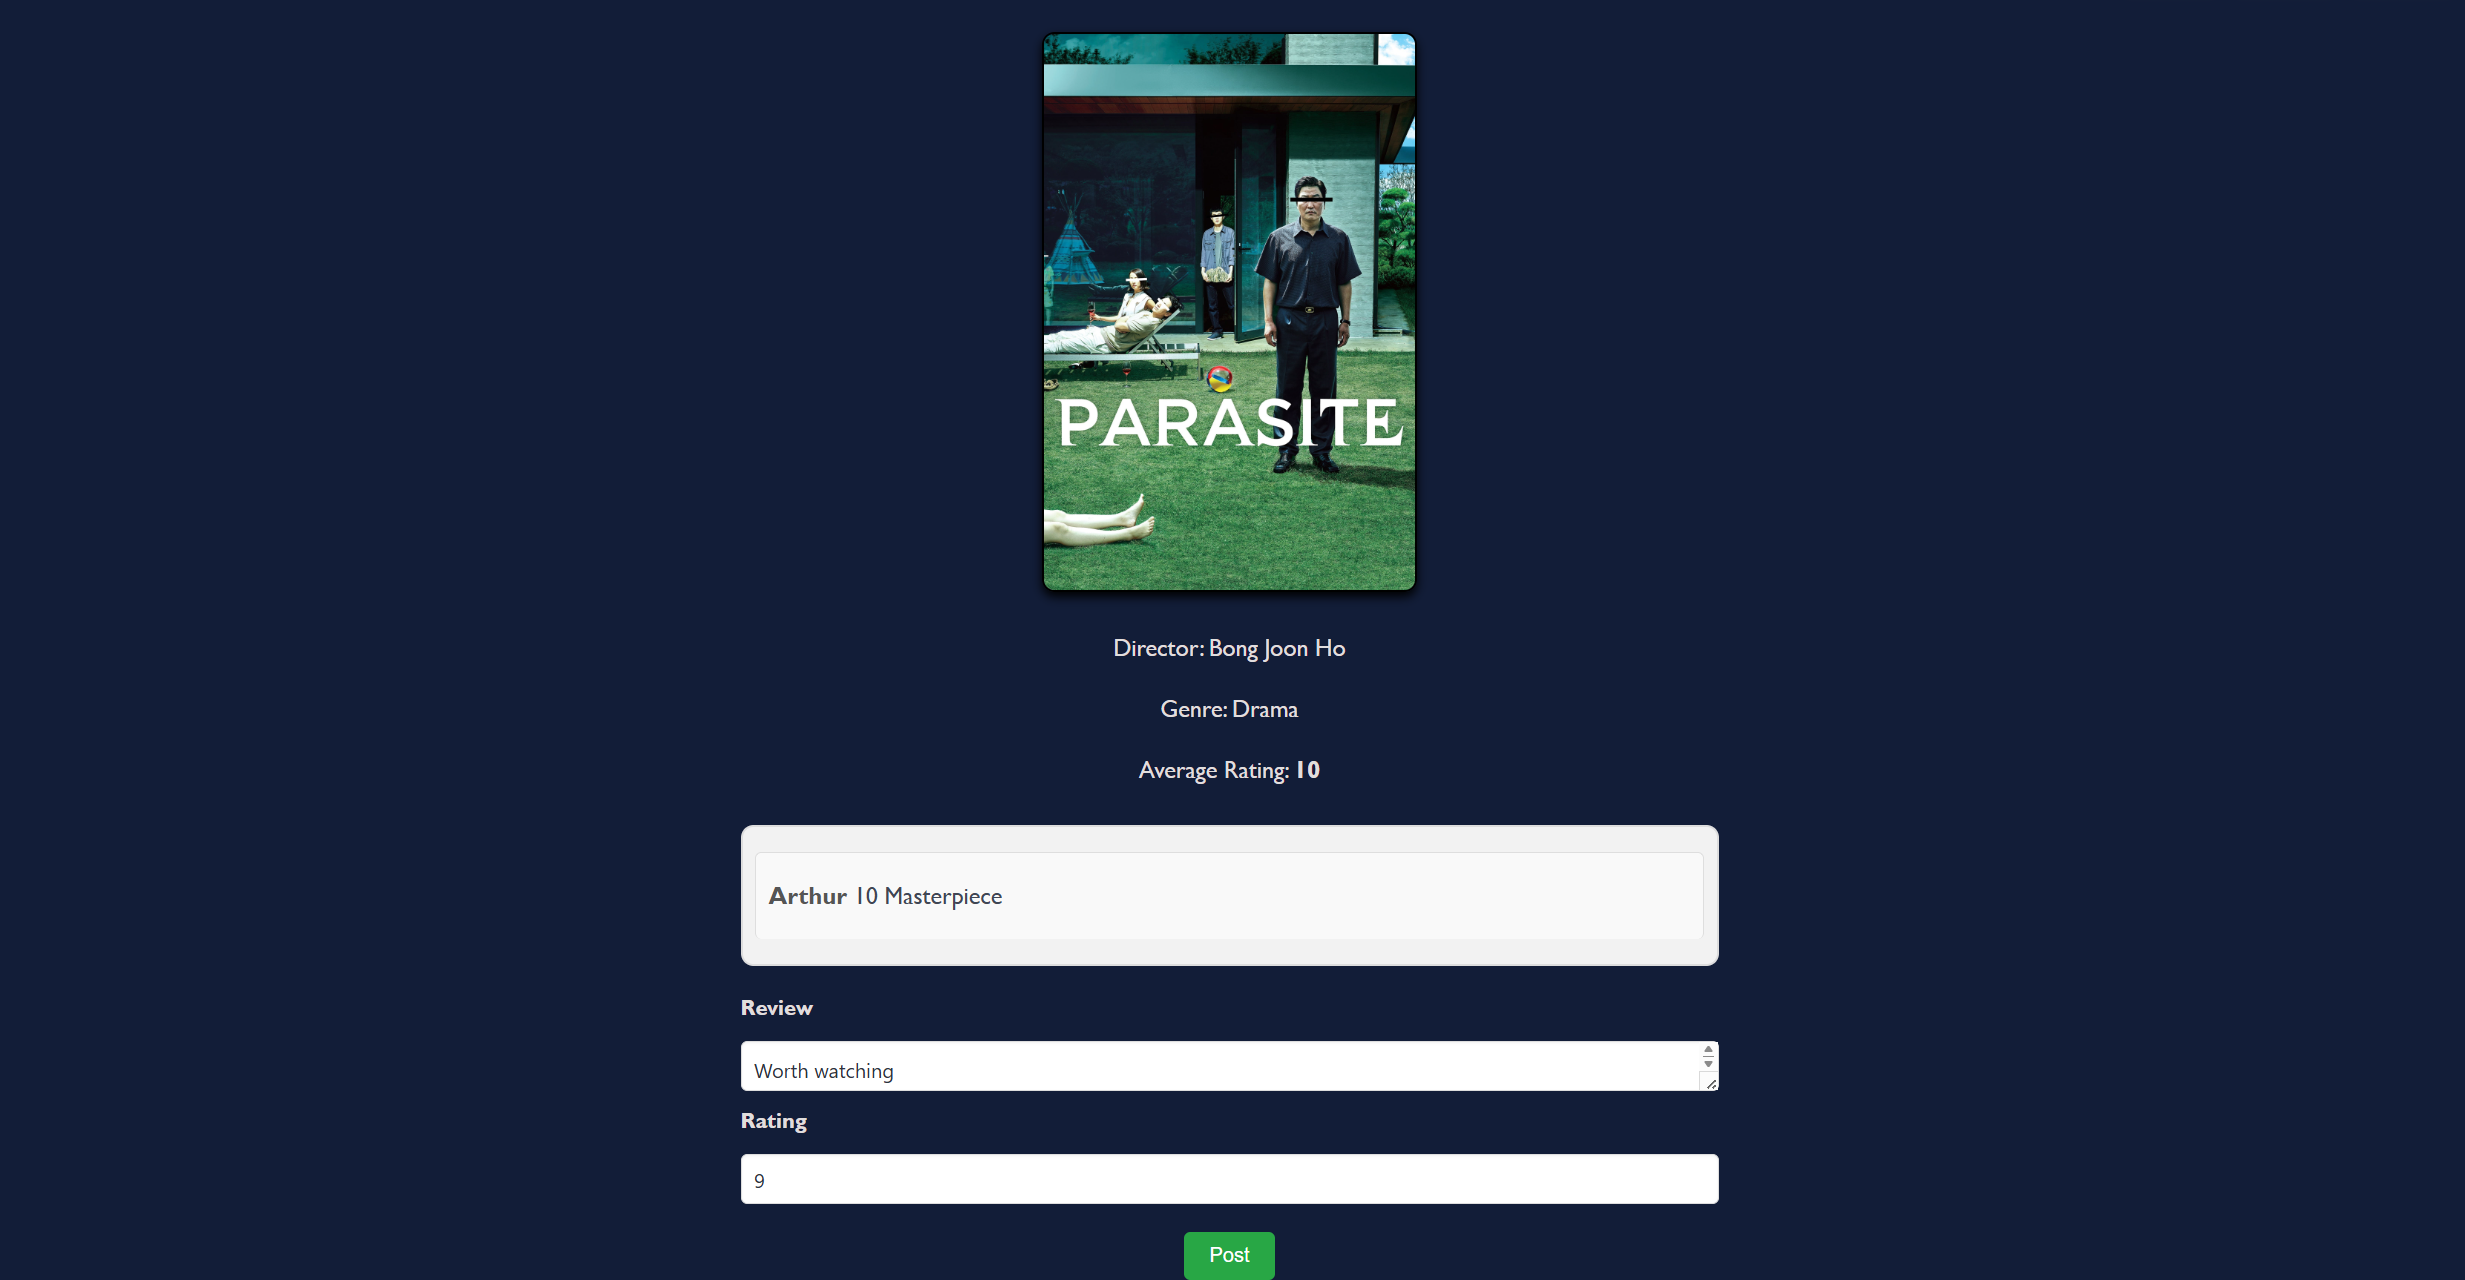 PARASITE
Director: Bong Joon Ho
Genre: Drama
Average Rating: 10
Arthur 10 Masterpiece
Review
Worth watching
Rating
9
Post